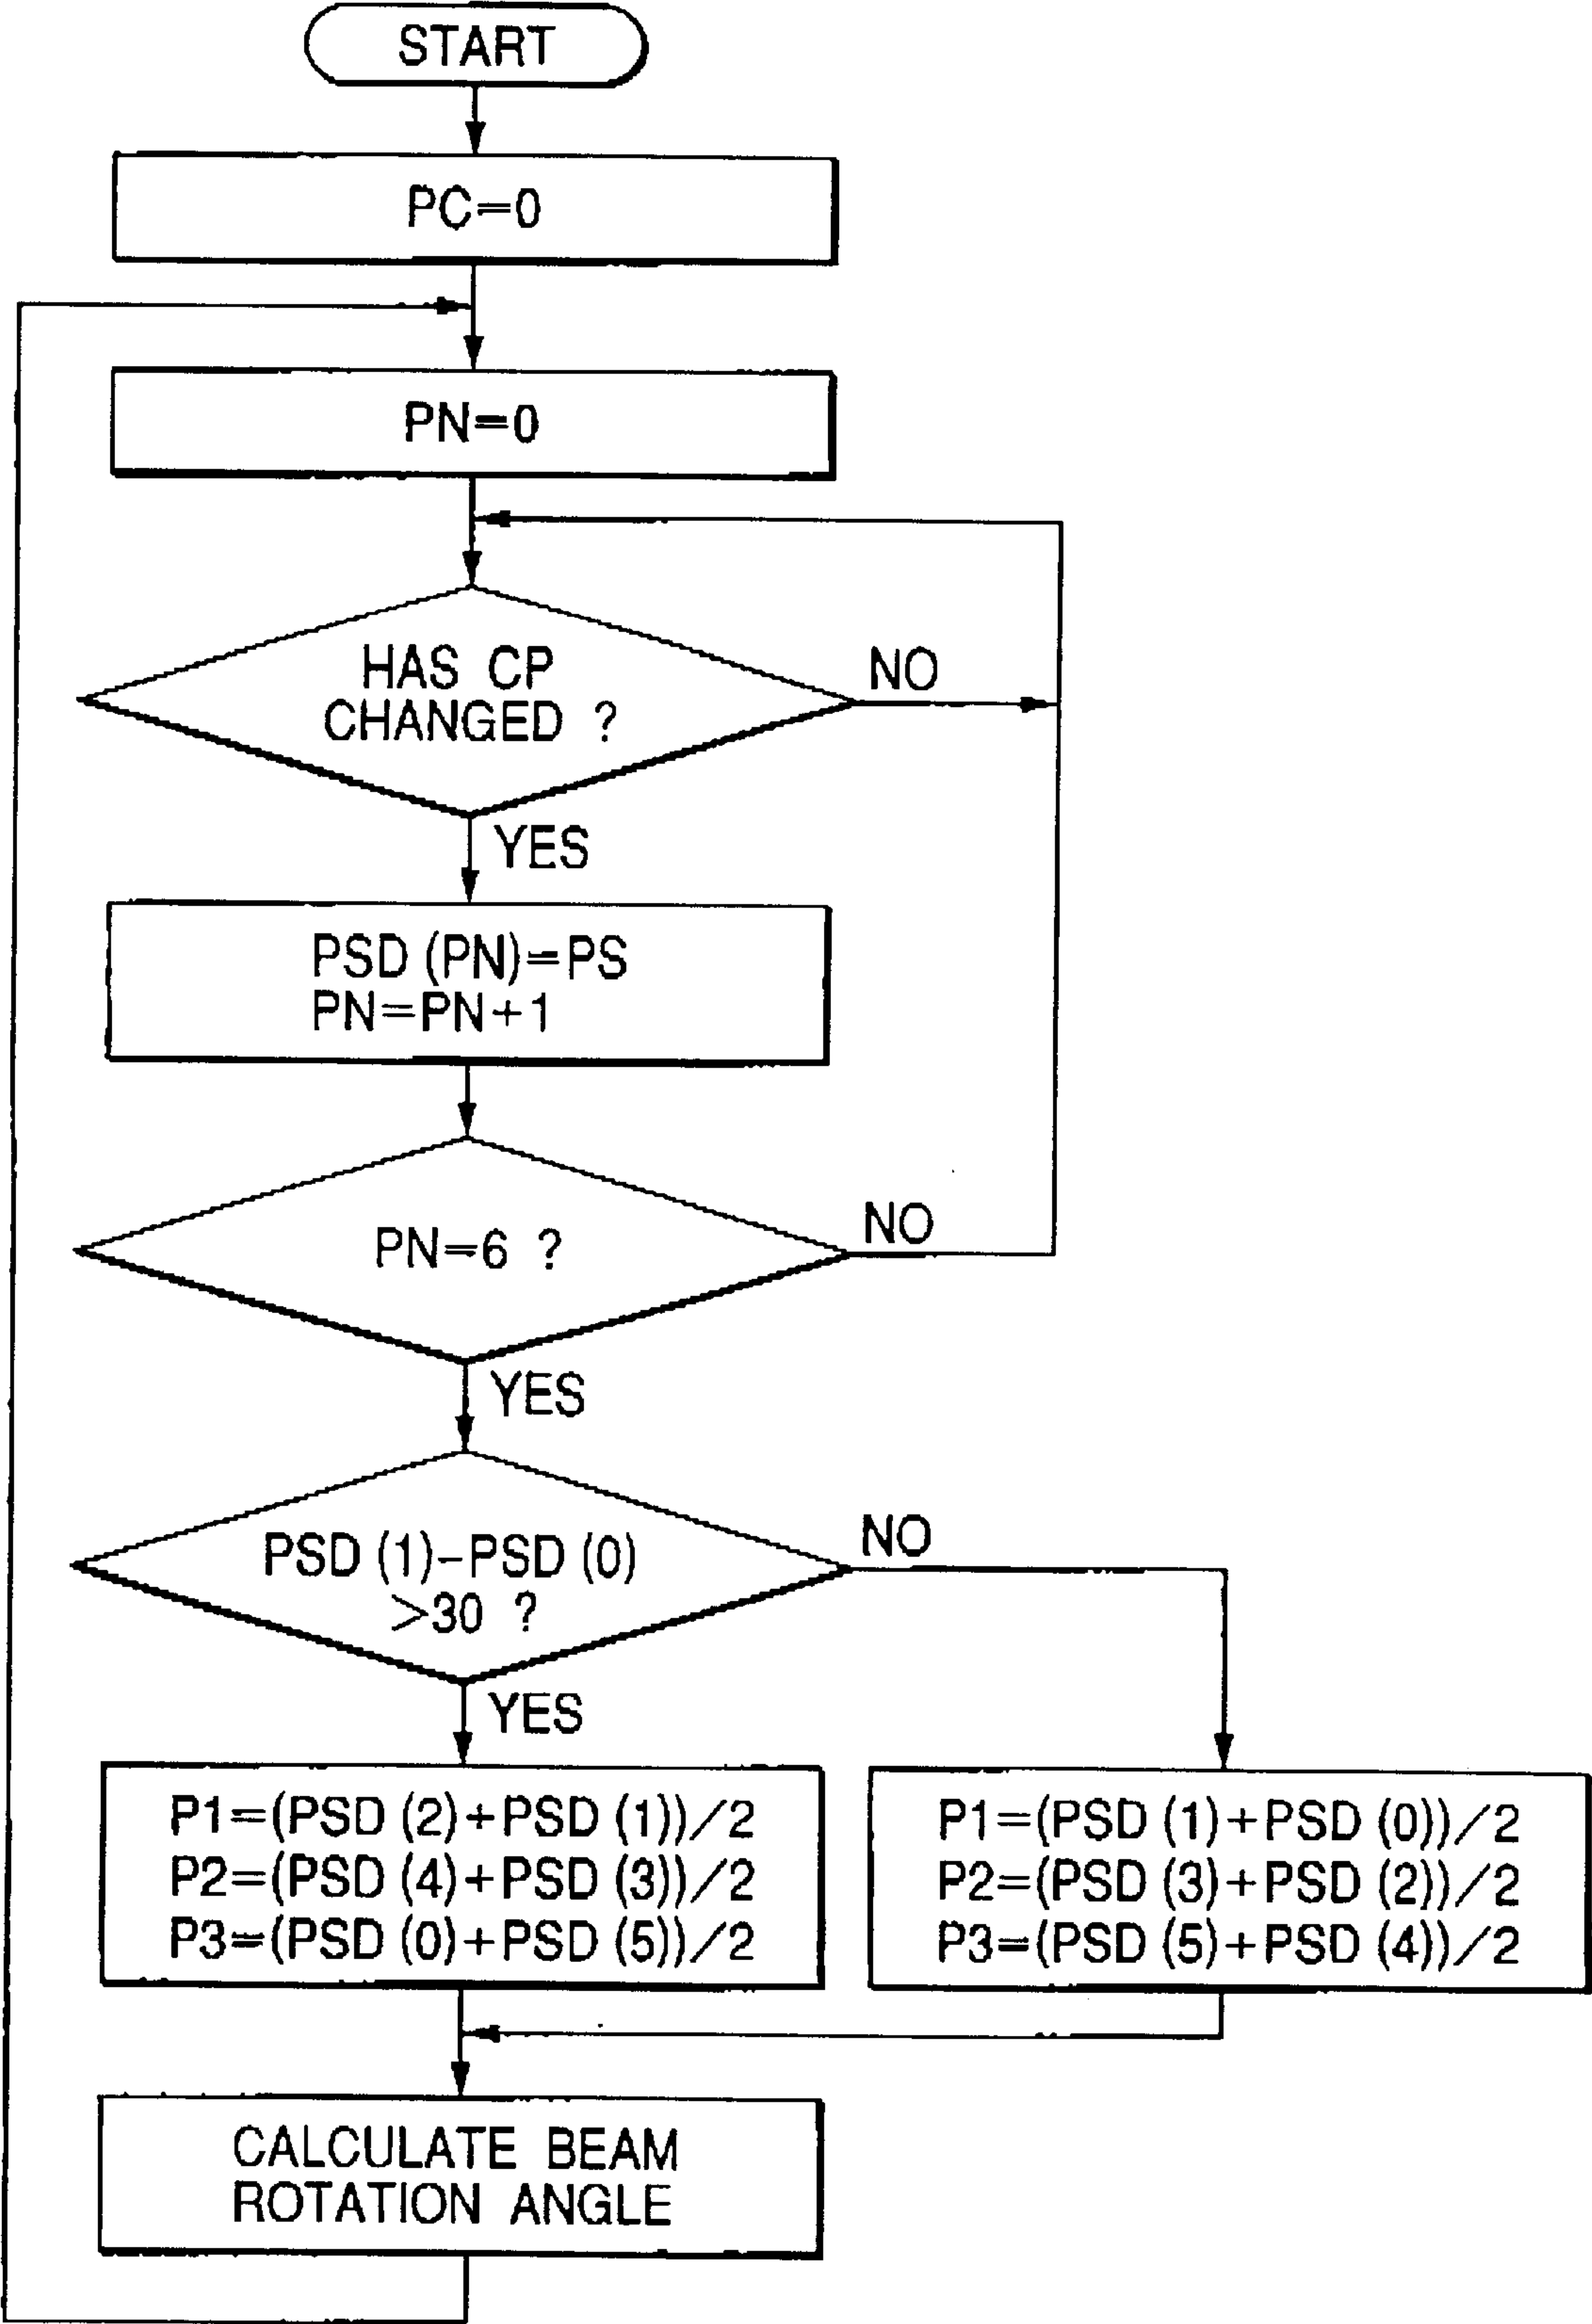 START
PC=0
PN=0
HAS CP
CHANGED ?
NO
YES
PSD (PN)=PS
PN=PN+1
PN=6 ?
NO
YES
PSD (1)-PSD (0)
>30 ?
NO
YES
P1=(PSD (2)+PSD (1))/2
P2=(PSD (4)+PSD (3))/2
P3=(PSD (0)+PSD (5))/2
P1=(PSD (1)+PSD (0))/2
P2=(PSD (3)+PSD (2))/2
P3=(PSD (5)+PSD (4))/2
CALCULATE BEAM
ROTATION ANGLE